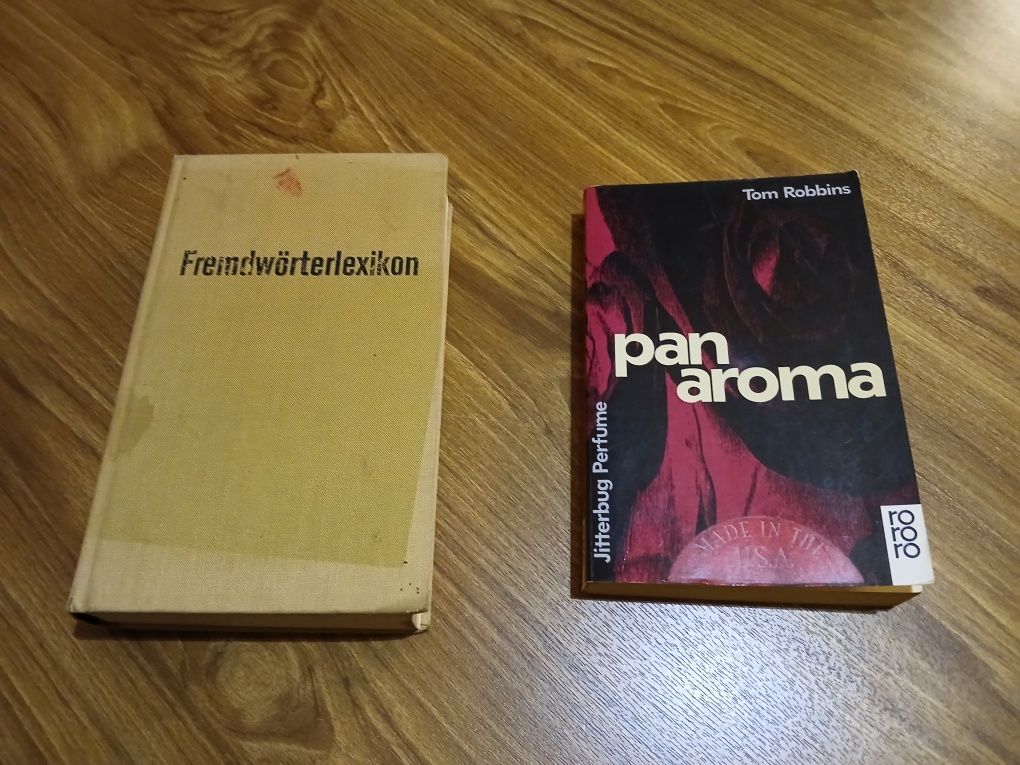 Fremdwörterlexikon
Tom Robbins
pan
aroma
Jitterbug Perfume
MADE IN THE
U.S.A.
ro
ro
ro